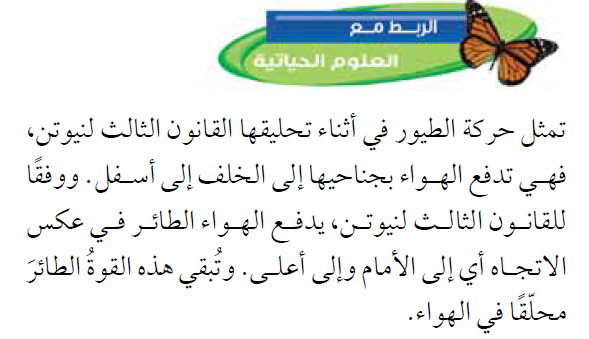 الربط مع
العلوم الحياتية
تمثل حركة الطيور في أثناء تحليقها القانون الثالث لنيوتن،
فهي تدفع الهواء بجناحيها إلى الخلف إلى أسفل. ووفقًا
للقانون الثالث لنيوتن، يدفع الهواء الطائر في عكس
الاتجاه أي إلى الأمام وإلى أعلى. وتُبقي هذه القوةُ الطائرَ
محلّقًا في الهواء.